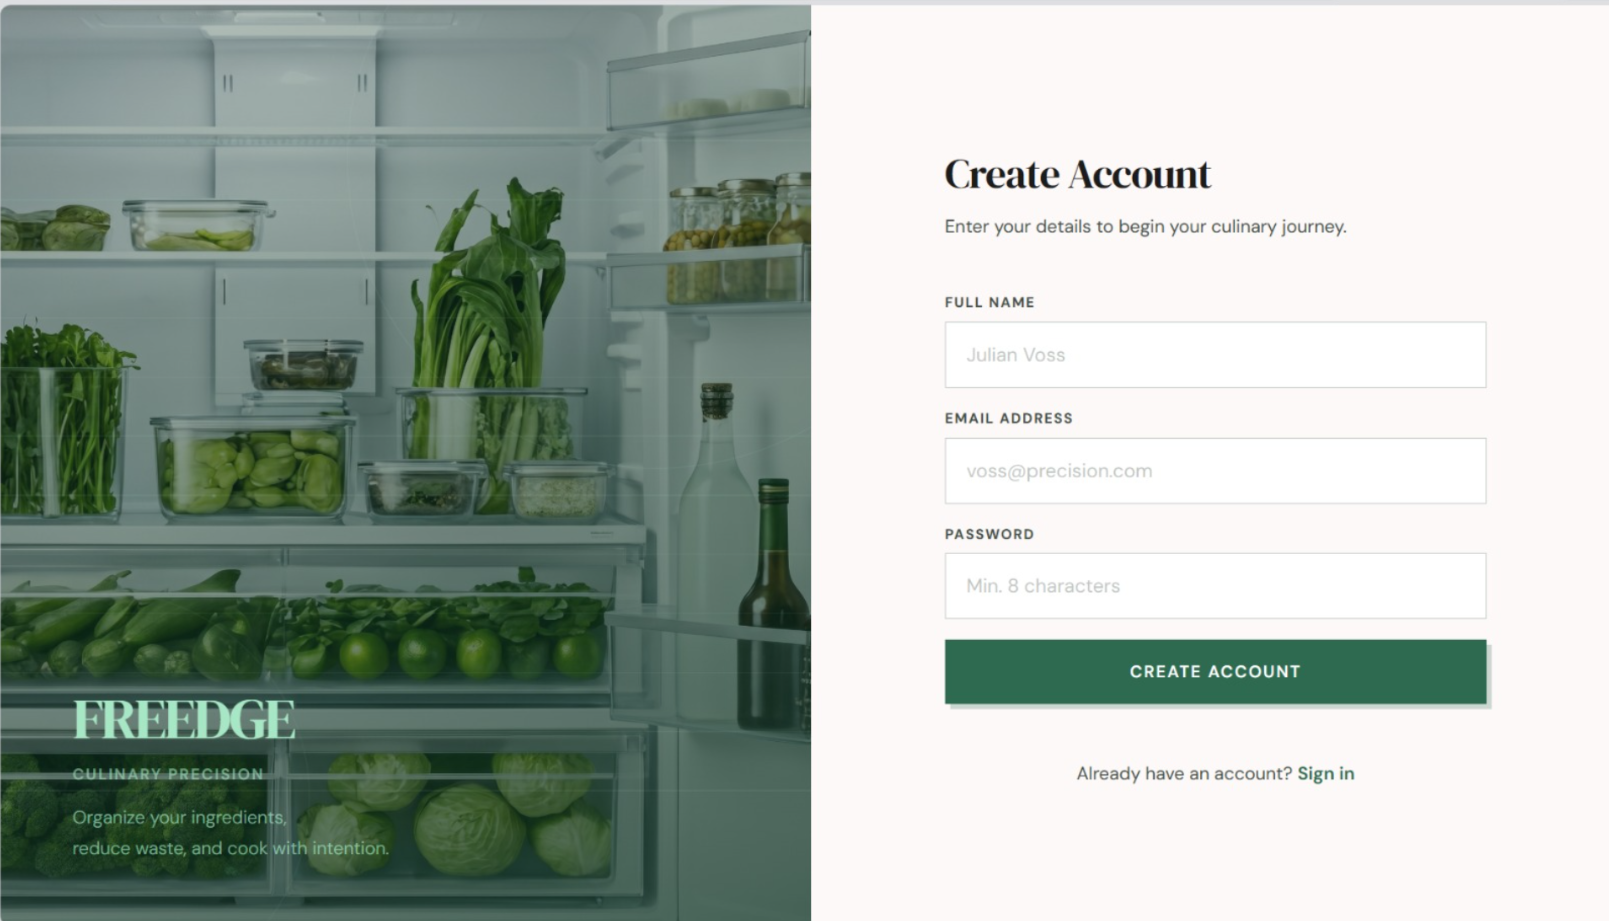 FREEDGE
CULINARY PRECISION
Organize your ingredients,
reduce waste, and cook with intention.
Create Account
Enter your details to begin your culinary journey.
FULL NAME
Julian Voss
EMAIL ADDRESS
voss@precision.com
PASSWORD
Min. 8 characters
CREATE ACCOUNT
Already have an account? Sign in